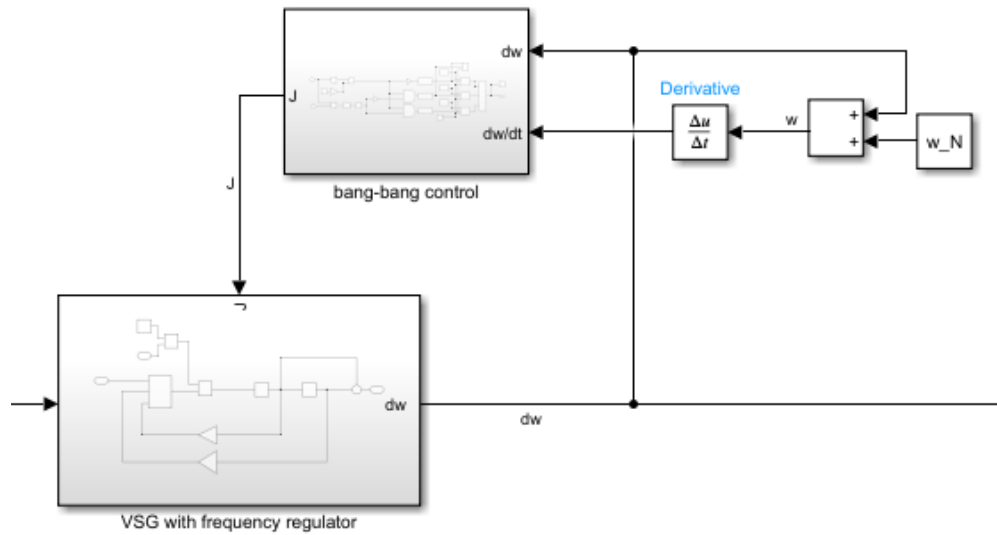 dw
J
dw/dt
bang-bang control
Derivative
Δu
Δt
w
+
+
w_N
J
J
dw
dw
VSG with frequency regulator